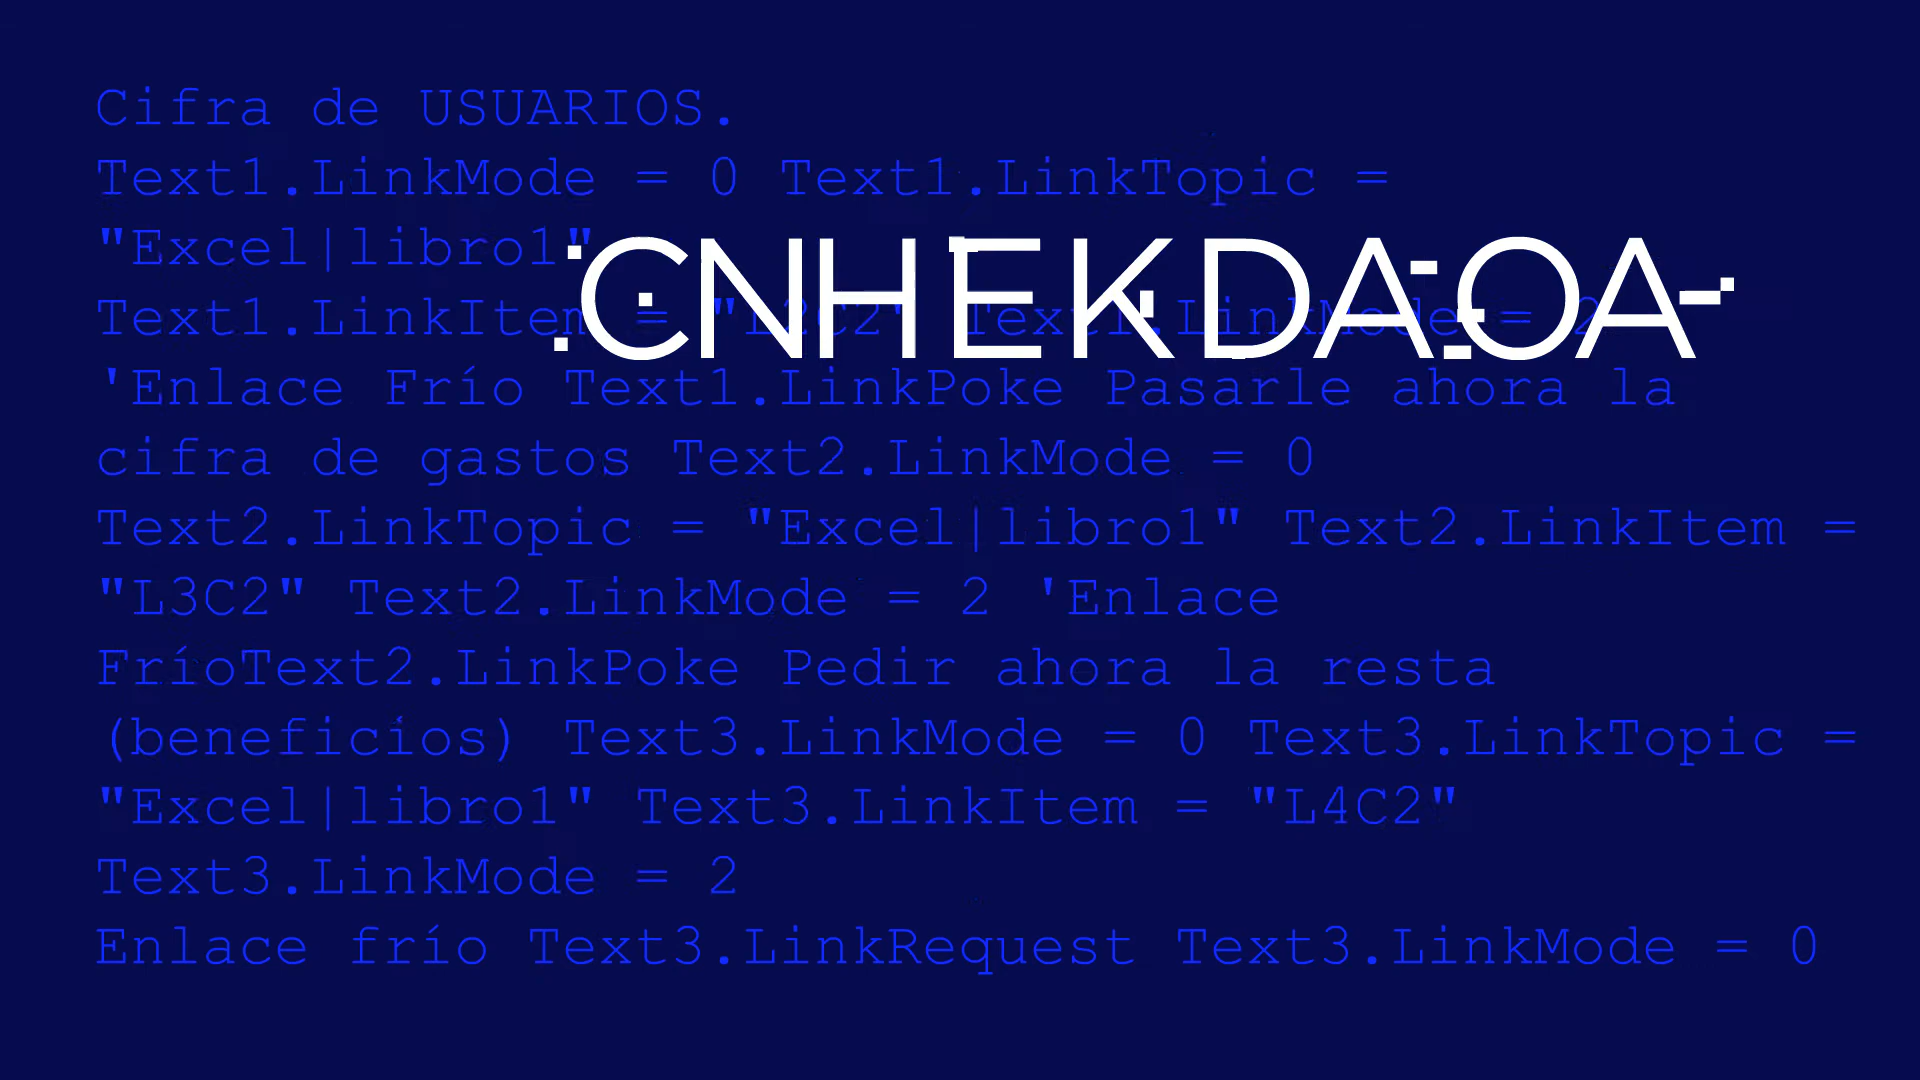 Cifra de USUARIOS.
Text1.LinkMode = 0 Text1.LinkTopic =
"Excel|libro1"
CNHEKDAOA
Text1.LinkItem = "L2C2" Text1.LinkMode = 2
'Enlace Frío Text1.LinkPoke Pasarle ahora la
cifra de gastos Text2.LinkMode = 0
Text2.LinkTopic = "Excel|libro1" Text2.LinkItem =
"L3C2" Text2.LinkMode = 2 'Enlace
FríoText2.LinkPoke Pedir ahora la resta
(beneficíos) Text3.LinkMode = 0 Text3.LinkTopic =
"Excel|libro1" Text3.LinkItem = "L4C2"
Text3.LinkMode = 2
Enlace frío Text3.LinkRequest Text3.LinkMode = 0